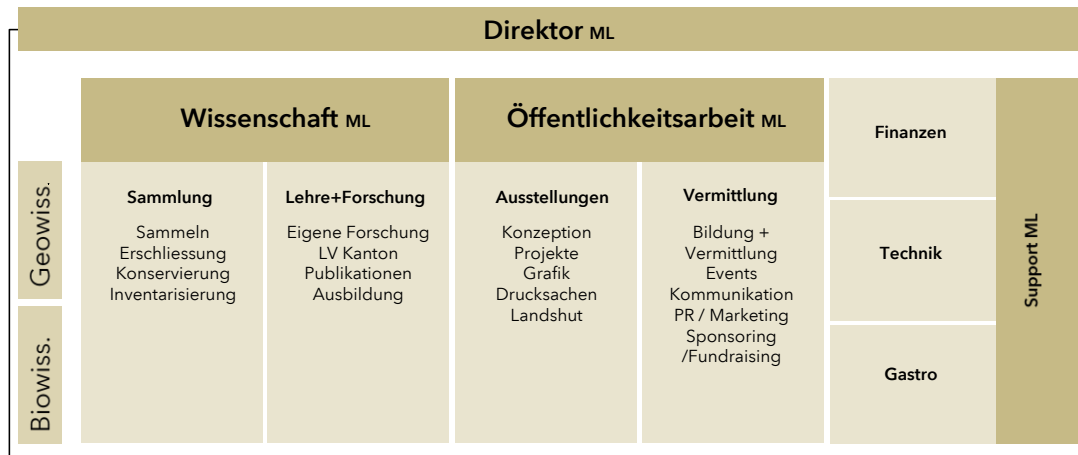 Direktor ML
Wissenschaft ML
Öffentlichkeitsarbeit ML
Geowiss.
Biowiss.
Sammlung
Sammeln
Erschliessung
Konservierung
Inventarisierung
Lehre+Forschung
Eigene Forschung
LV Kanton
Publikationen
Ausbildung
Ausstellungen
Konzeption
Projekte
Grafik
Drucksachen
Landshut
Vermittlung
Bildung +
Vermittlung
Events
Kommunikation
PR / Marketing
Sponsoring
/Fundraising
Finanzen
Technik
Gastro
Support ML